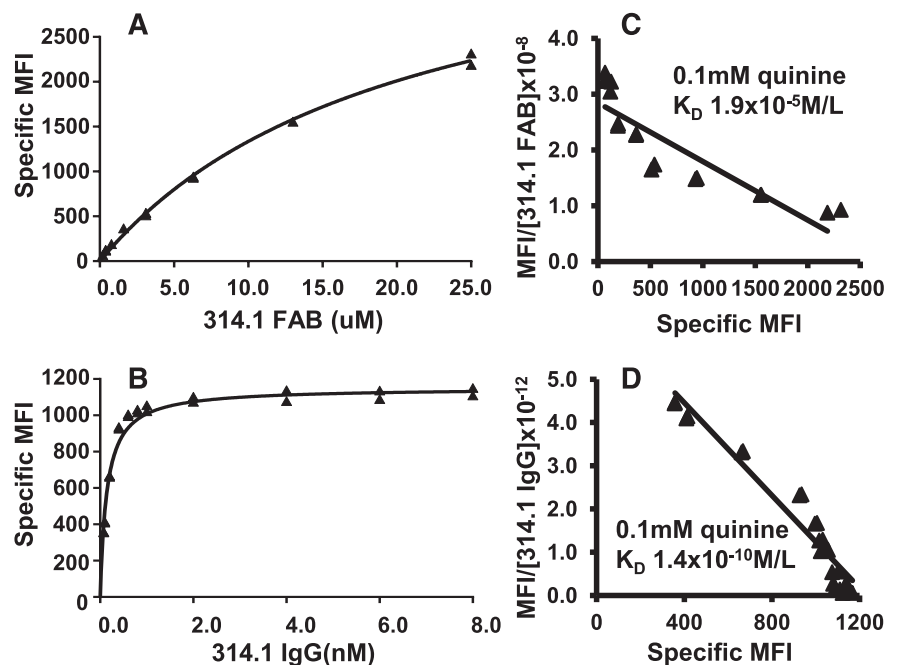 A
Specific MFI
2500
2000
1500
1000
500
0
0.0 5.0 10.0 15.0 20.0 25.0
314.1 FAB (uM)
C
MFI/[314.1 FAB]x10-8
4.0
3.0
2.0
1.0
0.0
0.1mM quinine
KD 1.9x10-5M/L
0 500 1000 1500 2000 2500
Specific MFI
B
Specific MFI
1200
1000
800
600
400
200
0
0.0 2.0 4.0 6.0 8.0
314.1 IgG(nM)
D
MFI/[314.1 IgG]x10-12
5.0
4.0
3.0
2.0
1.0
0.0
0.1mM quinine
KD 1.4x10-10M/L
0 400 800 1200
Specific MFI